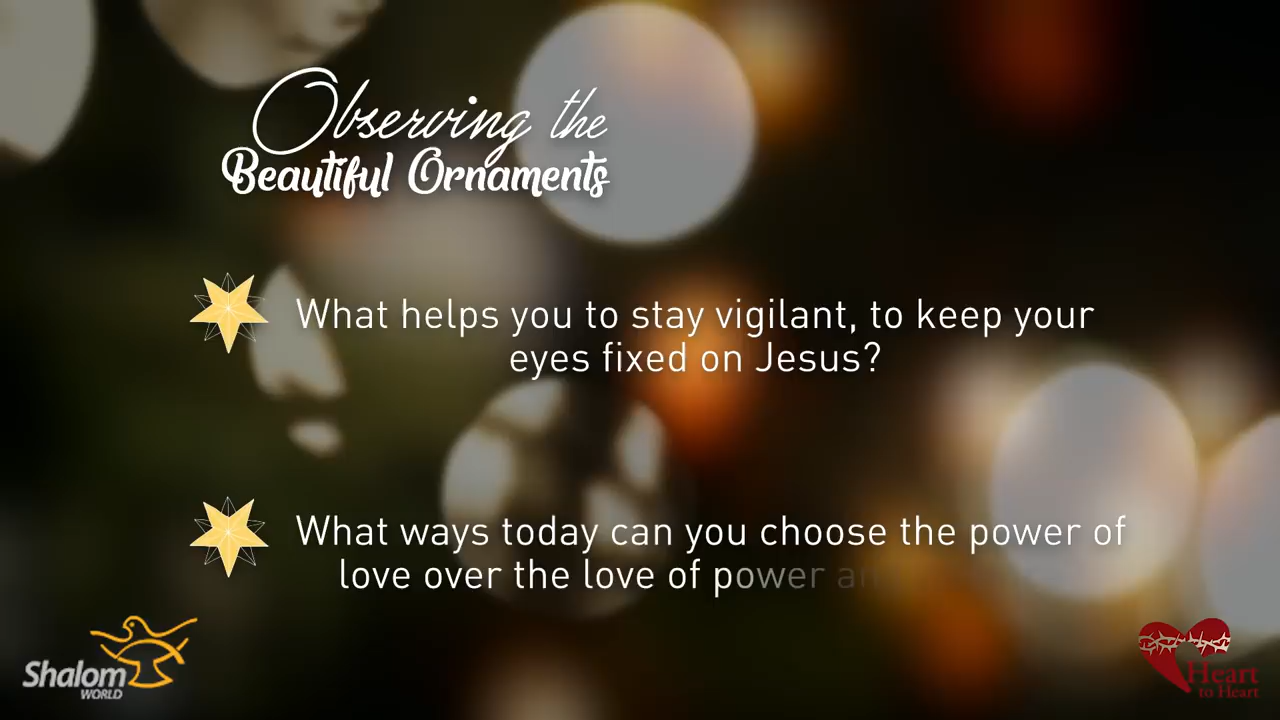 Observing the
Beautiful Ornaments
What helps you to stay vigilant, to keep your
eyes fixed on Jesus?
What ways today can you choose the power of
love over the love of power
Shalom
WORLD
Heart
to Heart